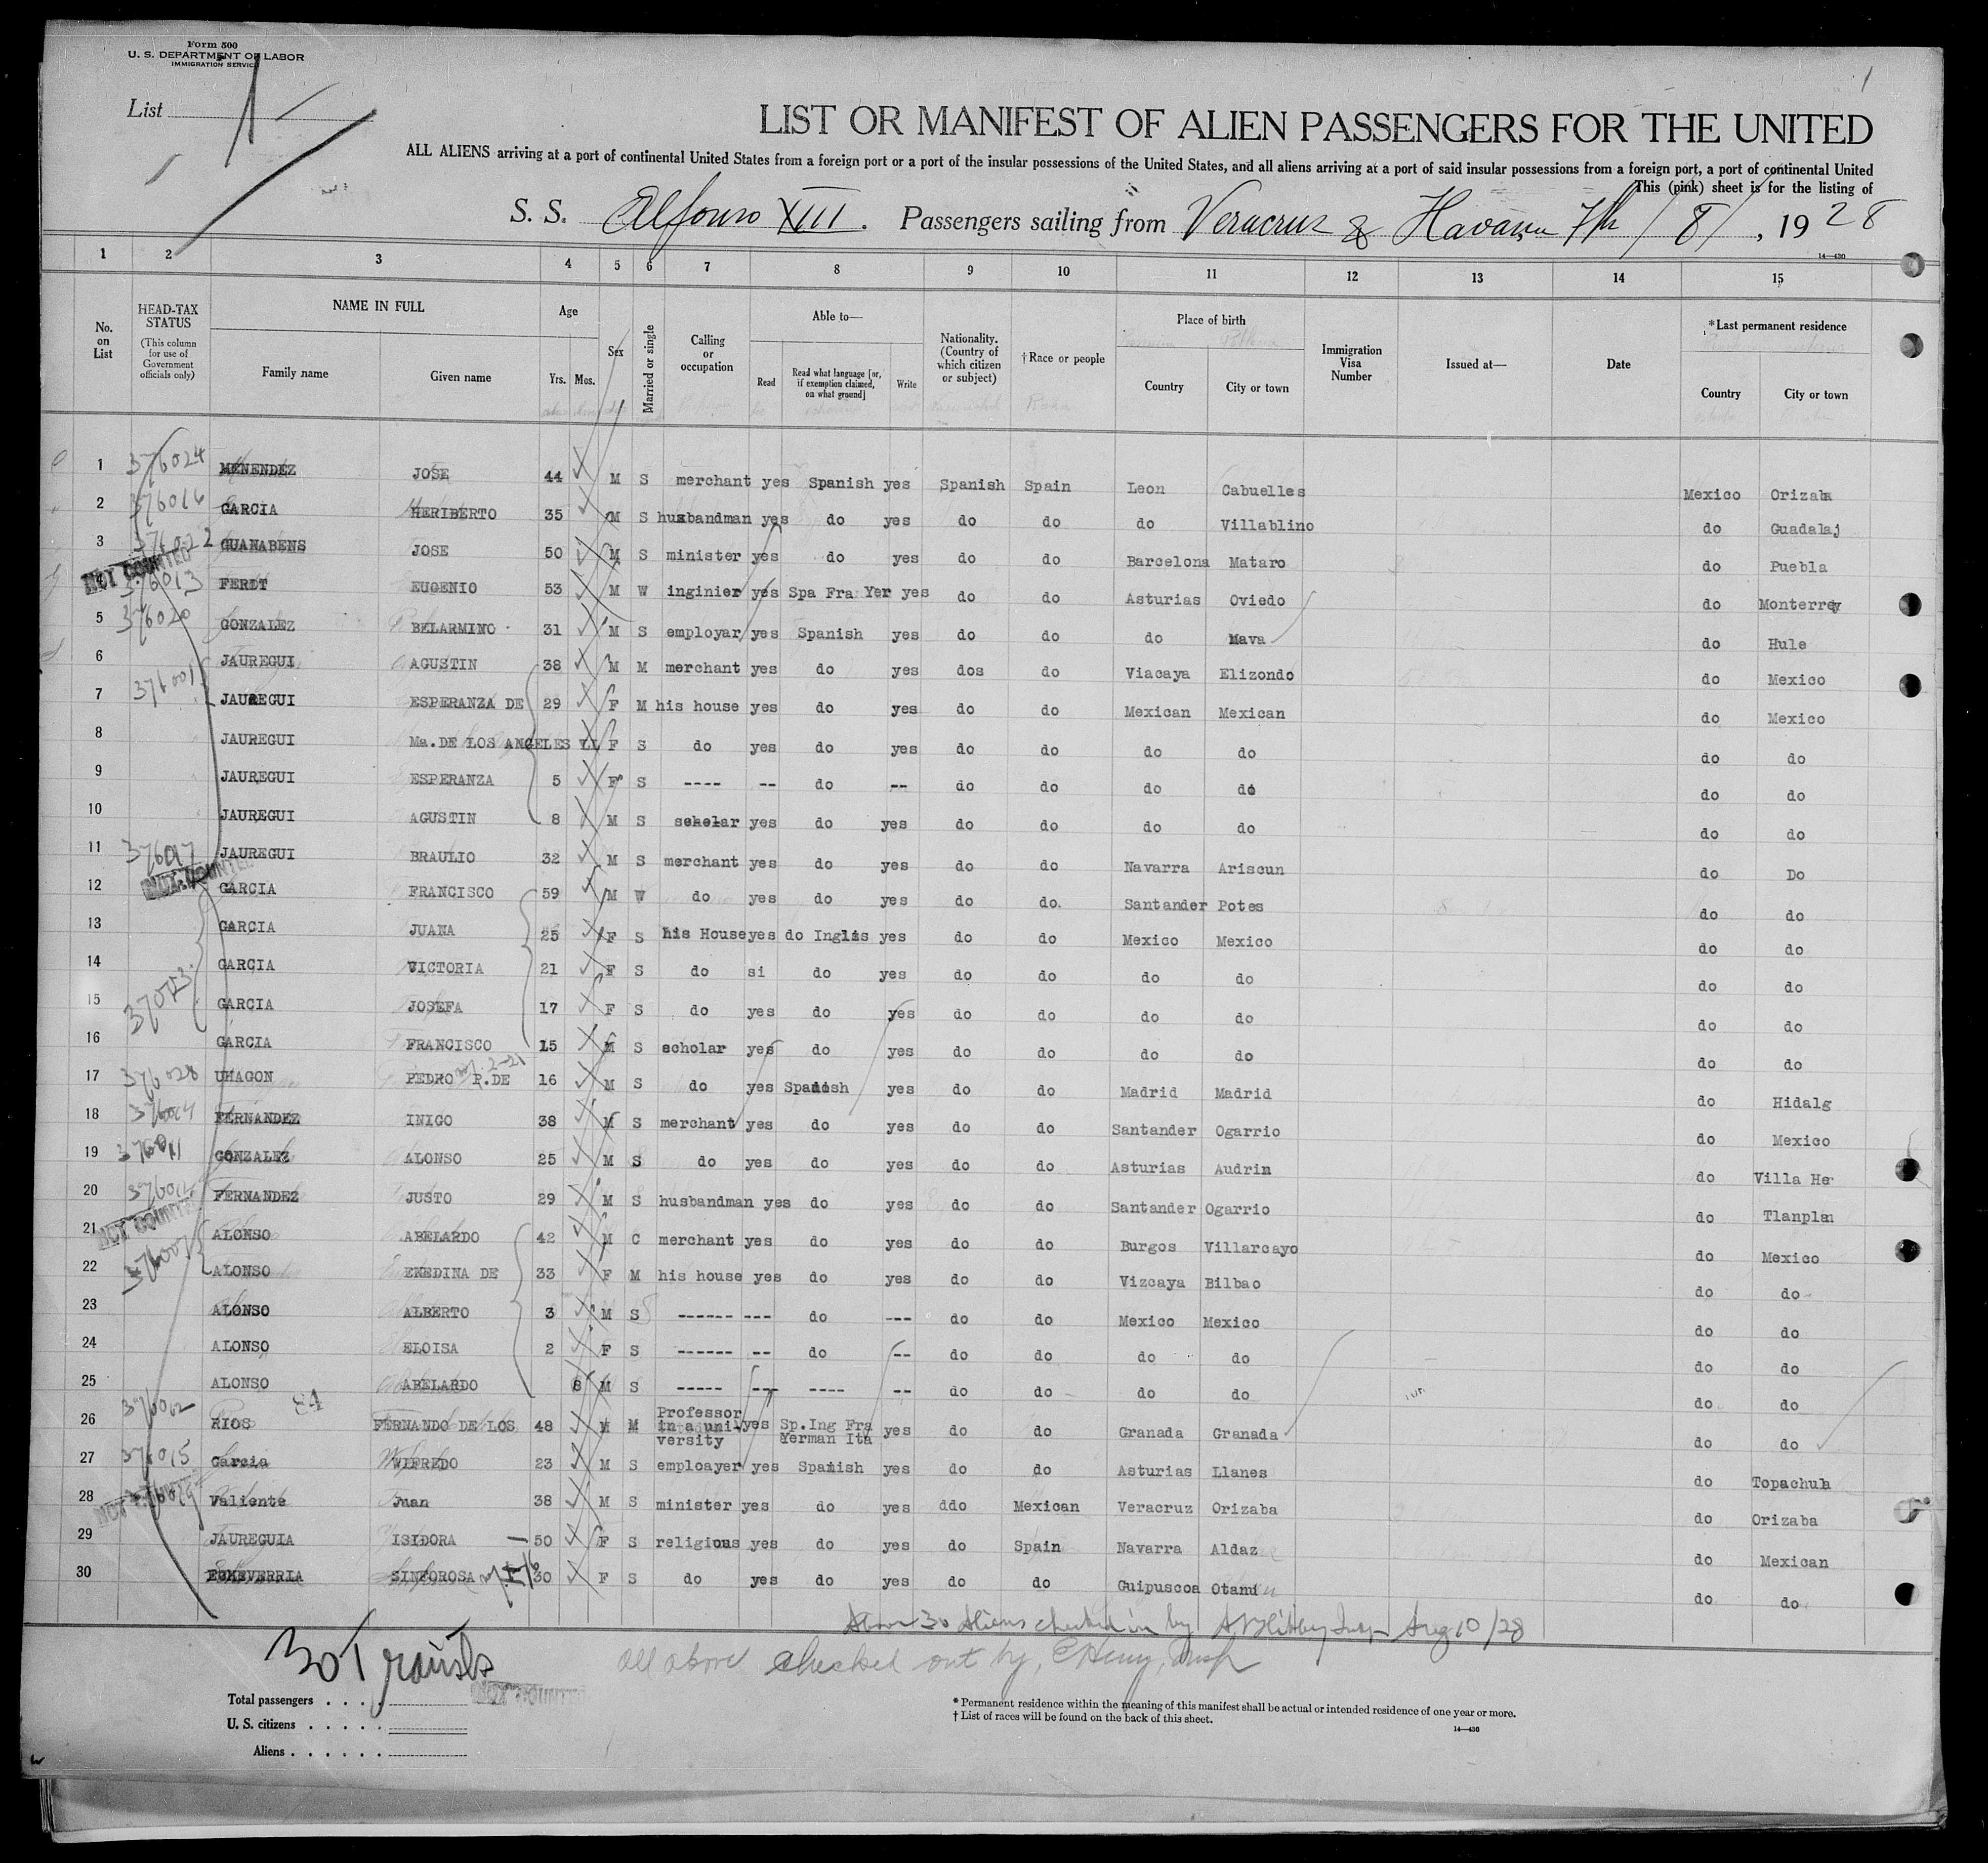 Form 500
U. S. DEPARTMENT OF LABOR
IMMIGRATION SERVICE
List 1
1
LIST OR MANIFEST OF ALIEN PASSENGERS FOR THE UNITED
ALL ALIENS arriving at a port of continental United States from a foreign port or a port of the insular possessions of the United States, and all aliens arriving at a port of said insular possessions from a foreign port, a port of continental United
This (pink) sheet is for the listing of
S. S. Alfonso XIII. Passengers sailing from Veracruz & Havana 7th / 8 /, 1928
14—430
1 2 3 4 5 6 7 8 9 10 11 12 13 14 15
No. on List
HEAD-TAX STATUS (This column for use of Government officials only)
NAME IN FULL
Family name Given name
Age
Yrs. Mos.
Sex
Married or single
Calling or occupation
Able to—
Read Read what language [or, if exemption claimed, on what ground] Write
Nationality. (Country of which citizen or subject)
†Race or people
Place of birth
Country City or town
Immigration Visa Number
Issued at—
Date
*Last permanent residence
Country City or town
1 376024 MENENDEZ JOSE 44 M S merchant yes Spanish yes Spanish Spain Leon Cabuelles Mexico Orizaba
2 376016 GARCIA HERIBERTO 35 M S husbandman yes do yes do do do Villablino do Guadalaj
3 376022 GUANABENS JOSE 50 M S minister yes do yes do do Barcelona Mataro do Puebla
NOT COUNTED
4 376013 EUGENIO 53 M W inginier yes Spa Fra Yer yes do do Asturias Oviedo do Monterrey
5 376020 GONZALEZ BELARMINO 31 M S employar yes Spanish yes do do do Nava do Hule
6 JAUREGUI AGUSTIN 38 M M merchant yes do yes dos do Viacaya Elizondo do Mexico
7 376001 JAUREGUI ESPERANZA DE 29 F M his house yes do yes do do Mexican Mexican do Mexico
8 JAUREGUI Ma. DE LOS ANGELES 11 F S do yes do yes do do do do do do
9 JAUREGUI ESPERANZA 5 F S ---- -- do -- do do do do do do
10 JAUREGUI AGUSTIN 8 M S scholar yes do yes do do do do do do
11 376017 JAUREGUI BRAULIO 32 M S merchant yes do yes do do Navarra Ariscun do Do
NOT COUNTED
12 GARCIA FRANCISCO 59 M W do yes do yes do do. Santander Potes do do
13 GARCIA JUANA 25 F S his House yes do Inglis yes do do Mexico Mexico do do
14 GARCIA VICTORIA 21 F S do si do yes do do do do do do
15 GARCIA JOSEFA 17 F S do yes do yes do do do do do do
16 GARCIA FRANCISCO 15 M S scholar yes do yes do do do do do do
17 376028 UHAGON PEDRO R.DE 16 M S do yes Spanish yes do do Madrid Madrid do Hidalg
18 FERNANDEZ INIGO 38 M S merchant yes do yes do do Santander Ogarrio do Mexico
19 376011 GONZALEZ ALONSO 25 M S do yes do yes do do Asturias Audrin do Villa He
20 FERNANDEZ JUSTO 29 M S husbandman yes do yes do do Santander Ogarrio do Tlanplan
NOT COUNTED
21 ALONSO ABELARDO 42 M C merchant yes do yes do do Burgos Villarcayo do Mexico
22 376007 ALONSO ENEDINA DE 33 F M his house yes do yes do do Vizcaya Bilbao do do
23 ALONSO ALBERTO 3 M S ------ --- do --- do do Mexico Mexico do do
24 ALONSO ELOISA 2 F S ------ -- do -- do do do do do do
25 ALONSO ABELARDO 8 M S ----- --- ---- -- do do do do do do
84
26 RIOS FERNANDO DE LOS 48 M M Professor in a university yes Sp.Ing Fra Yerman Ita yes do do Granada Granada do do
27 376015 Garcia WIFREDO 23 M S emploayer yes Spanish yes do do Asturias Llanes do Topachula
28 Valiente Juan 38 M S minister yes do yes ddo Mexican Veracruz Orizaba do Orizaba
29 JAUREGUIA ISIDORA 50 F S religious yes do yes do Spain Navarra Aldaz do Mexican
30 ECHEVERRIA SINFOROSA 30 F S do yes do yes do do Guipuscoa do do
Above 30 Aliens checked in by Aug 10/28
30 Transits
all above checked out by,
NOT COUNTED
Total passengers . . . .
U. S. citizens . . . . .
Aliens . . . . . .
* Permanent residence within the meaning of this manifest shall be actual or intended residence of one year or more.
† List of races will be found on the back of this sheet.
14—430